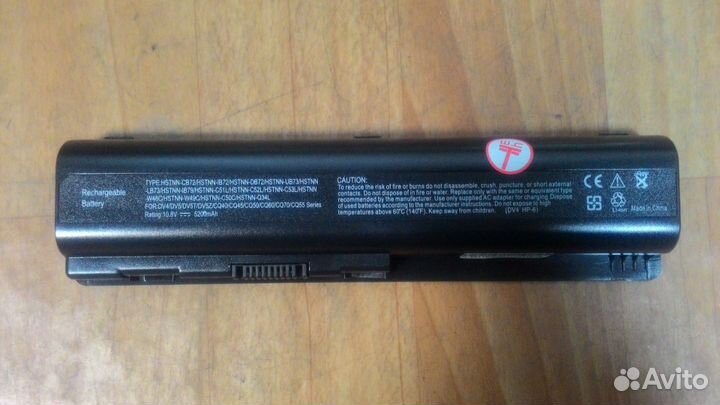 Rechargeable
Battery
TYPE:HSTNN-CB72/HSTNN-IB72/HSTNN-DB72/HSTNN-UB73/HSTNN
-LB73/HSTNN-IB79/HSTNN-C51L/HSTNN-C52L/HSTNN-C53L/HSTNN
-W48C/HSTNN-W49C/HSTNN-C50C/HSTNN-Q34L
FOR:DV4/DV5/DV5T/DV5Z/CQ40/CQ45/CQ50/CQ60/CQ70/CQ55 Series
Rating:10.8V 5200mAh
CAUTION:
To reduce the risk of fire or burns do not disassemble, crush, puncture, or short external
contacts. Do not dispose of in fire or water. Replace only with the same or equivalent type
recommended by the manufacturer. Use only supplied AC adapter for charging Dispose
of used batteries according to the manufacturer's instructions. Do not expose to high
temperatures above 60°C (140°F). Keep away from children. (DV4 HP-6)
W.C
CE
Li-ion
Made in China
Avito